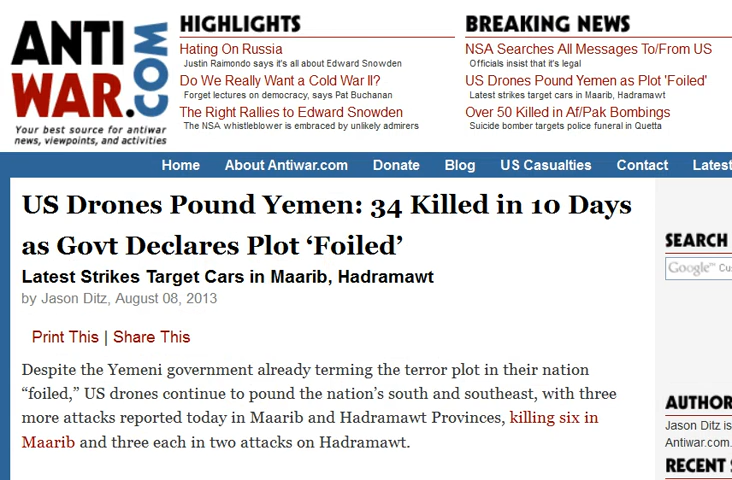 ANTI
WAR.COM
Your best source for antiwar
news, viewpoints, and activities
HIGHLIGHTS
Hating On Russia
Justin Raimondo says it's all about Edward Snowden
Do We Really Want a Cold War II?
Forget lectures on democracy, says Pat Buchanan
The Right Rallies to Edward Snowden
The NSA whistleblower is embraced by unlikely admirers
BREAKING NEWS
NSA Searches All Messages To/From US
Officials insist that it's legal
US Drones Pound Yemen as Plot 'Foiled'
Latest strikes target cars in Maarib, Hadramawt
Over 50 Killed in Af/Pak Bombings
Suicide bomber targets police funeral in Quetta
Home About Antiwar.com Donate Blog US Casualties Contact Latest
US Drones Pound Yemen: 34 Killed in 10 Days
as Govt Declares Plot ‘Foiled’
Latest Strikes Target Cars in Maarib, Hadramawt
by Jason Ditz, August 08, 2013
Print This | Share This
Despite the Yemeni government already terming the terror plot in their nation
“foiled,” US drones continue to pound the nation’s south and southeast, with three
more attacks reported today in Maarib and Hadramawt Provinces, killing six in
Maarib and three each in two attacks on Hadramawt.
SEARCH
Google™ Cu
AUTHOR
Jason Ditz is
Antiwar.com.
RECENT